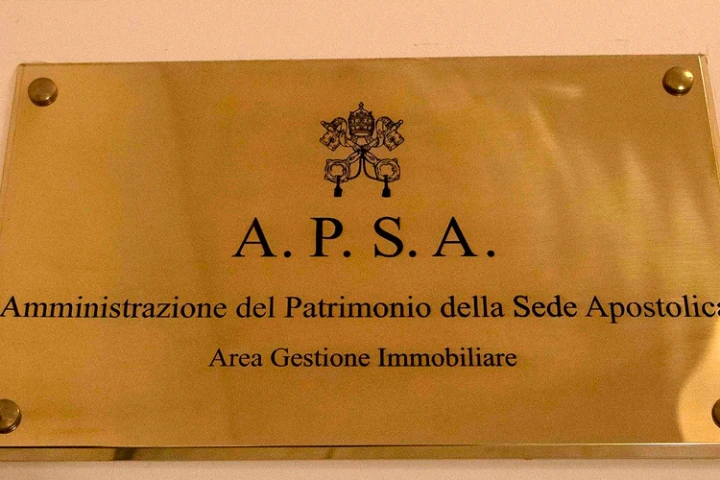 A. P. S. A.
Amministrazione del Patrimonio della Sede Apostolica
Area Gestione Immobiliare